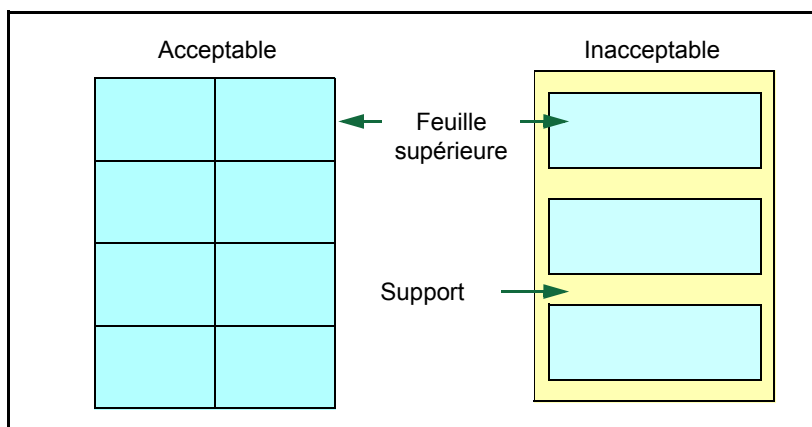 Acceptable
Inacceptable
Feuille
supérieure
Support